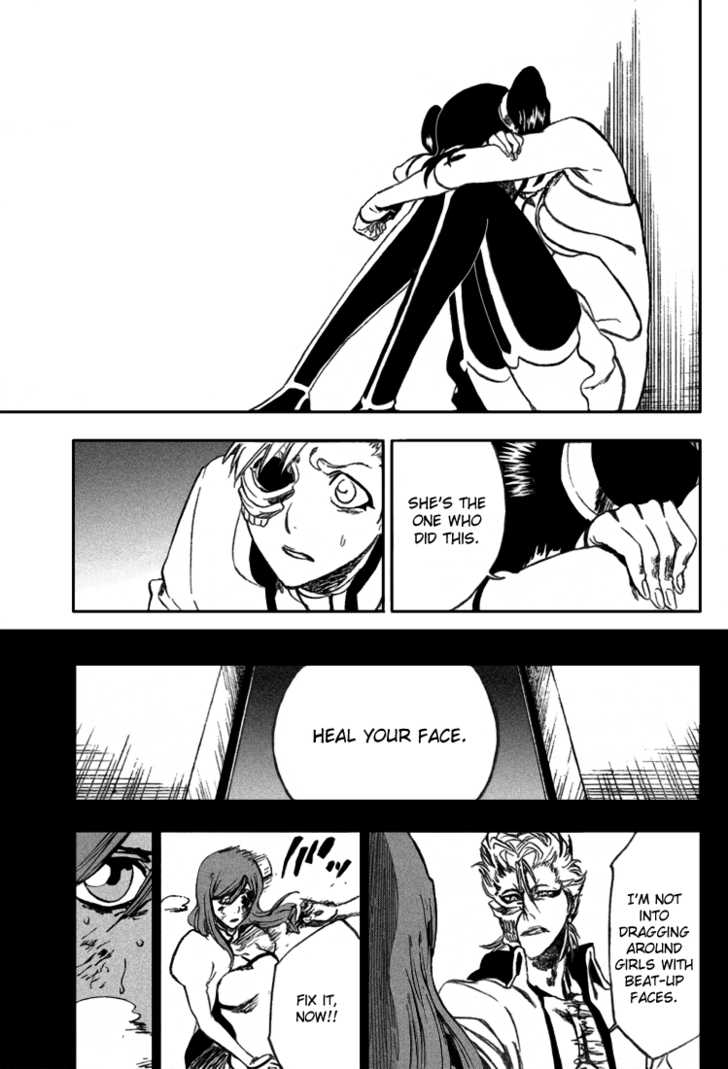 SHE'S THE
ONE WHO
DID THIS.
HEAL YOUR FACE.
I'M NOT
INTO
DRAGGING
AROUND
GIRLS WITH
BEAT-UP
FACES.
FIX IT,
NOW!!